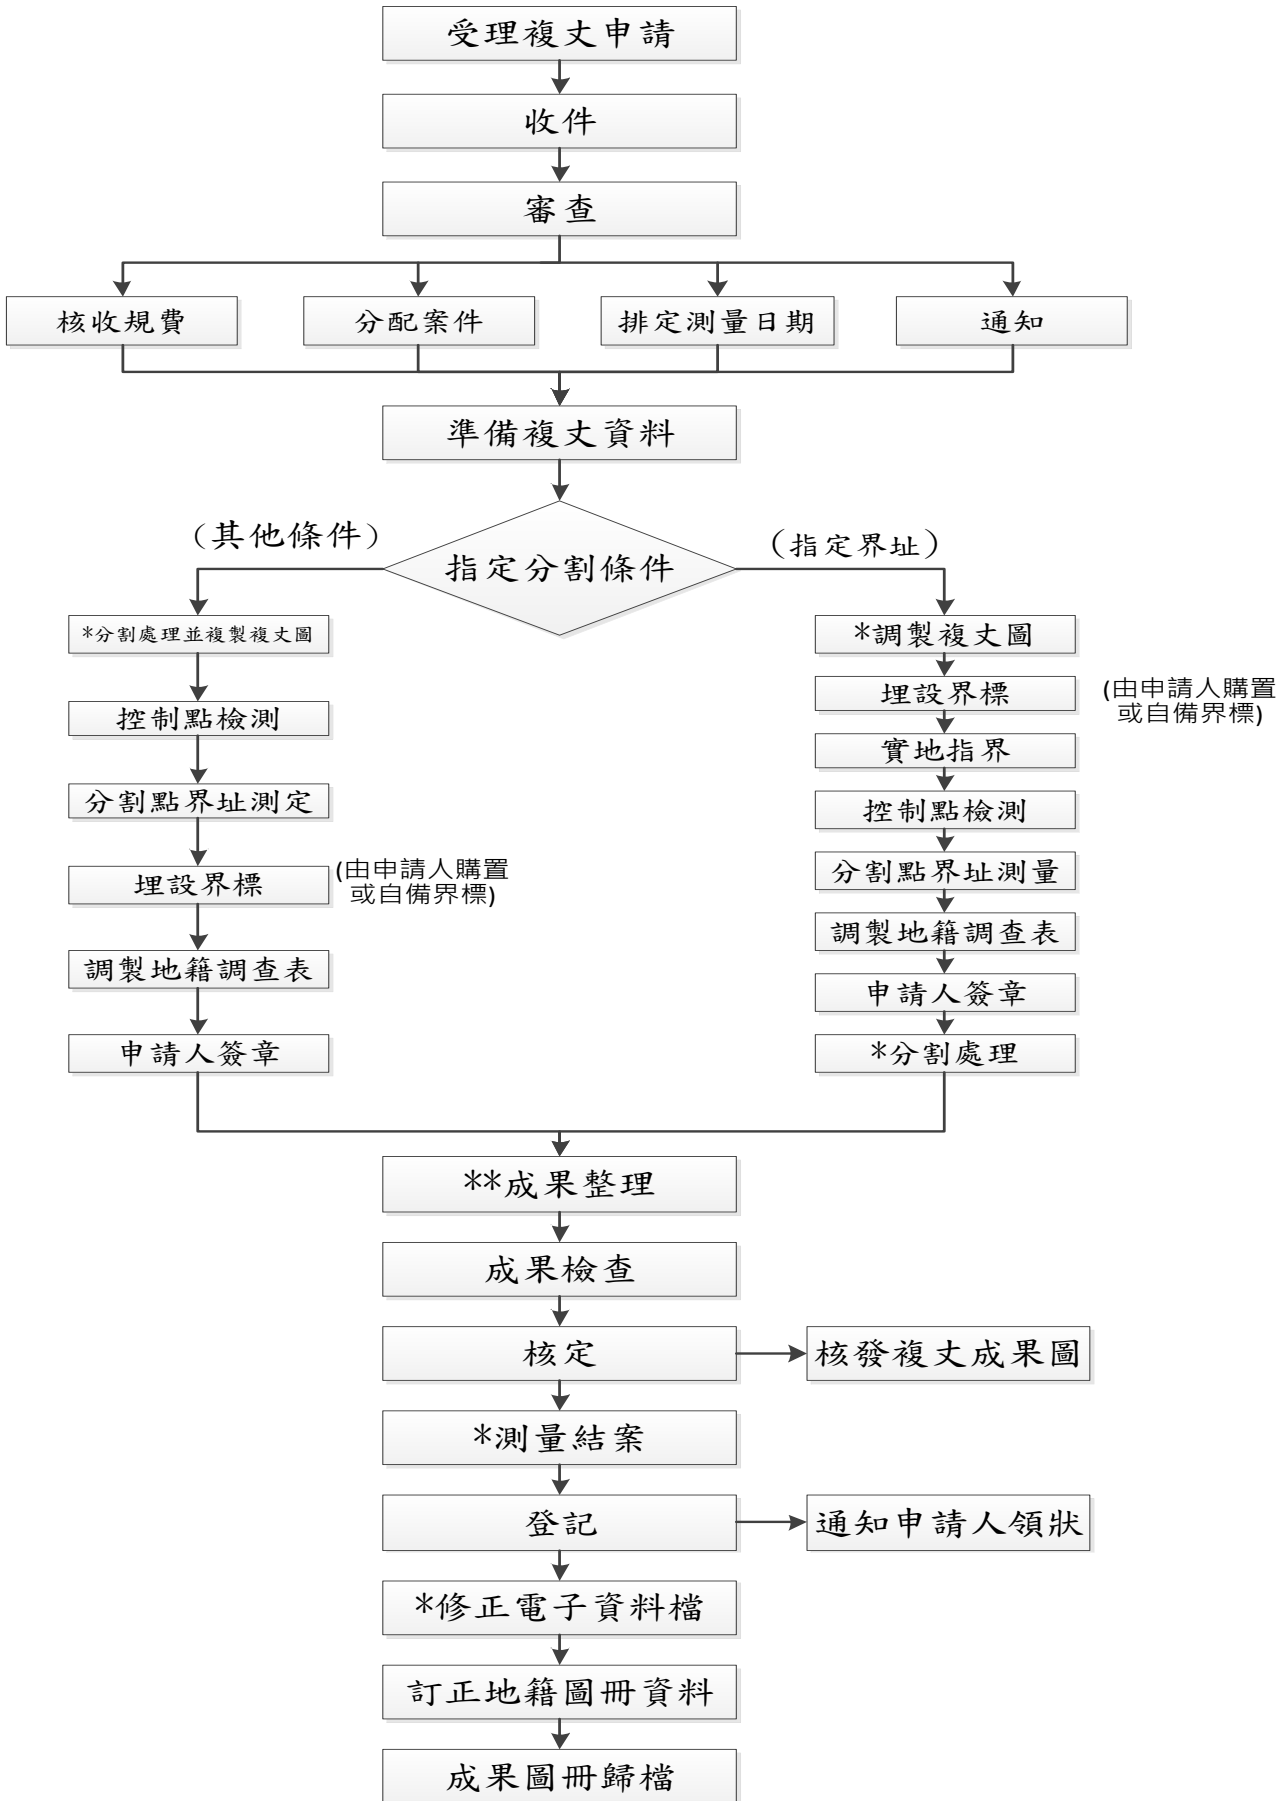 受理複丈申請
收件
審查
核收規費
分配案件
排定測量日期
通知
準備複丈資料
指定分割條件
（其他條件）
（指定界址）
*分割處理並複製複丈圖
控制點檢測
分割點界址測定
埋設界標
(由申請人購置
或自備界標)
調製地籍調查表
申請人簽章
*調製複丈圖
埋設界標
(由申請人購置
或自備界標)
實地指界
控制點檢測
分割點界址測量
調製地籍調查表
申請人簽章
*分割處理
**成果整理
成果檢查
核定
核發複丈成果圖
*測量結案
登記
通知申請人領狀
*修正電子資料檔
訂正地籍圖冊資料
成果圖冊歸檔